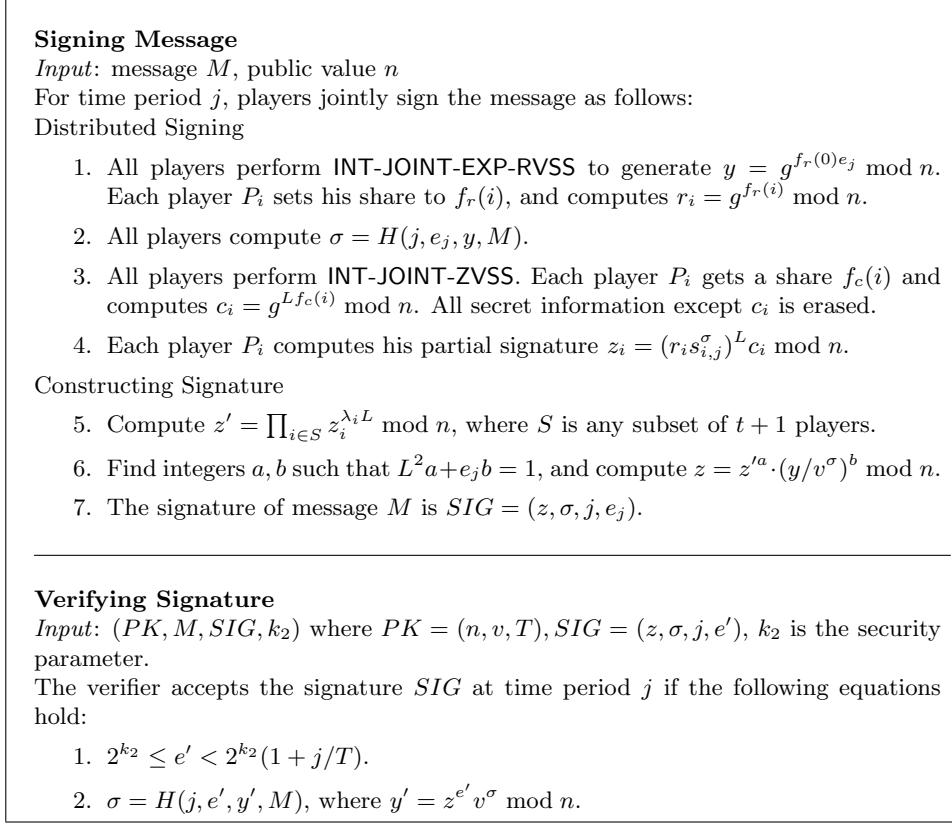 Signing Message
Input: message M, public value n
For time period j, players jointly sign the message as follows:
Distributed Signing
1. All players perform INT-JOINT-EXP-RVSS to generate y = g^{f_r(0)e_j} mod n.
Each player P_i sets his share to f_r(i), and computes r_i = g^{f_r(i)} mod n.
2. All players compute σ = H(j, e_j, y, M).
3. All players perform INT-JOINT-ZVSS. Each player P_i gets a share f_c(i) and
computes c_i = g^{Lf_c(i)} mod n. All secret information except c_i is erased.
4. Each player P_i computes his partial signature z_i = (r_i s_{i,j}^σ)^L c_i mod n.
Constructing Signature
5. Compute z′ = ∏_{i∈S} z_i^{λ_i L} mod n, where S is any subset of t + 1 players.
6. Find integers a, b such that L^2 a+e_j b = 1, and compute z = z′^a·(y/v^σ)^b mod n.
7. The signature of message M is SIG = (z, σ, j, e_j).
Verifying Signature
Input: (PK, M, SIG, k_2) where PK = (n, v, T), SIG = (z, σ, j, e′), k_2 is the security
parameter.
The verifier accepts the signature SIG at time period j if the following equations
hold:
1. 2^{k_2} ≤ e′ < 2^{k_2}(1 + j/T).
2. σ = H(j, e′, y′, M), where y′ = z^{e′} v^σ mod n.